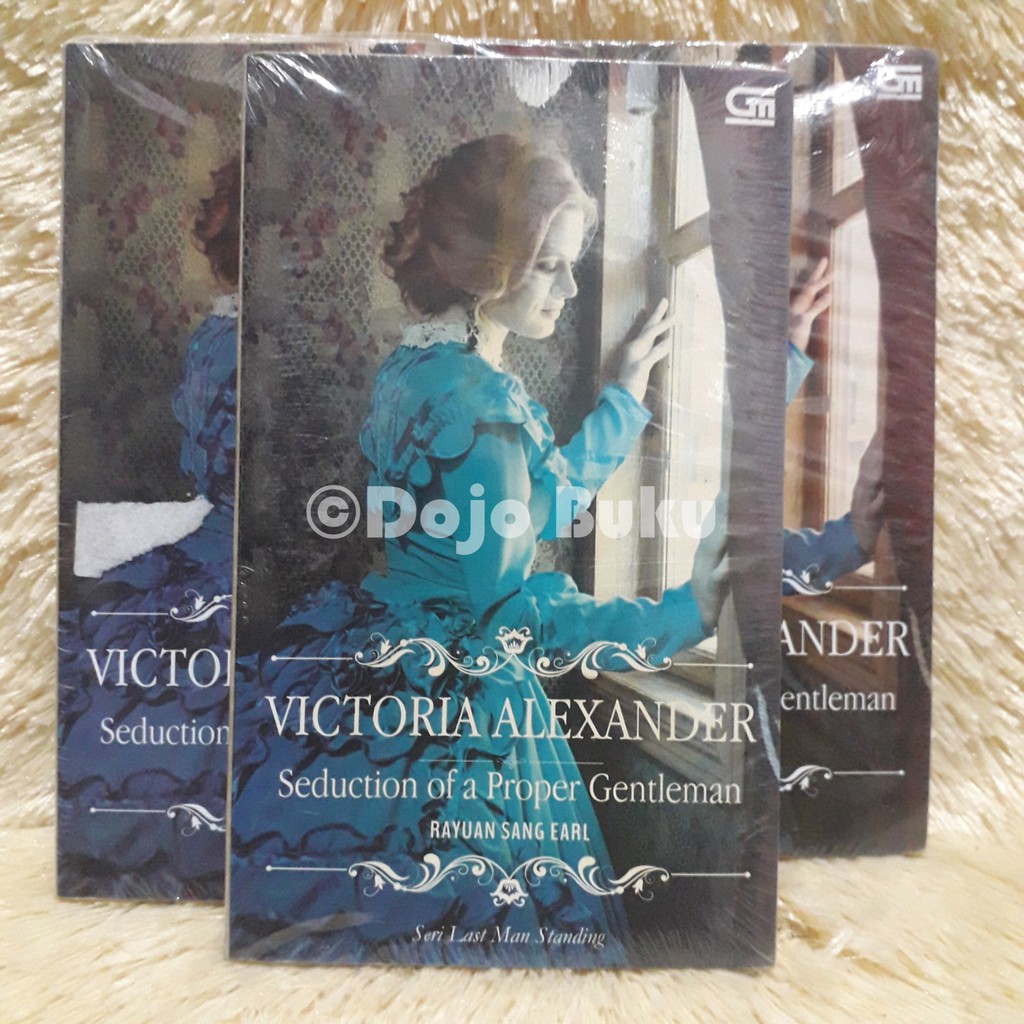 GM
GM
©Dojo Buku
VICTORIA ALEXANDER
Seduction of a Proper Gentleman
RAYUAN SANG EARL
Seri Last Man Standing
VICTOI
Seduction
ANDER
entleman